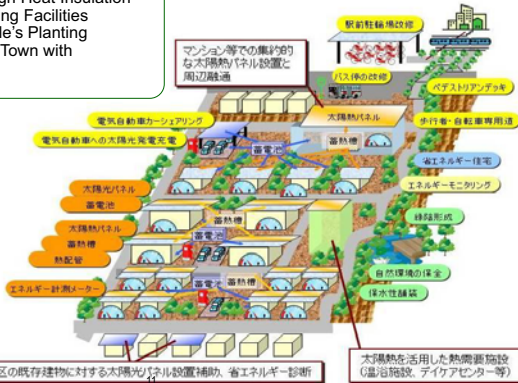 gh Heat Insulation
ng Facilities
le's Planting
Town with
駅前駐輪場改修
マンション等での集約的
な太陽熱パネル設置と
周辺融通
バス停の改修
ペデストリアンデッキ
電気自動車カーシェアリング
太陽熱パネル
歩行者・自転車専用道
電気自動車への太陽光発電充電
蓄電池
蓄熱槽
省エネルギー住宅
太陽光パネル
エネルギーモニタリング
蓄電池
蓄熱槽
緑陰形成
太陽熱パネル
蓄電池
蓄熱槽
熱配管
自然環境の保全
エネルギー計測メーター
蓄電池
蓄熱槽
保水性舗装
区の既存建物に対する太陽光パネル設置補助、省エネルギー診断
11
太陽熱を活用した熱需要施設
(温浴施設、デイケアセンター等)